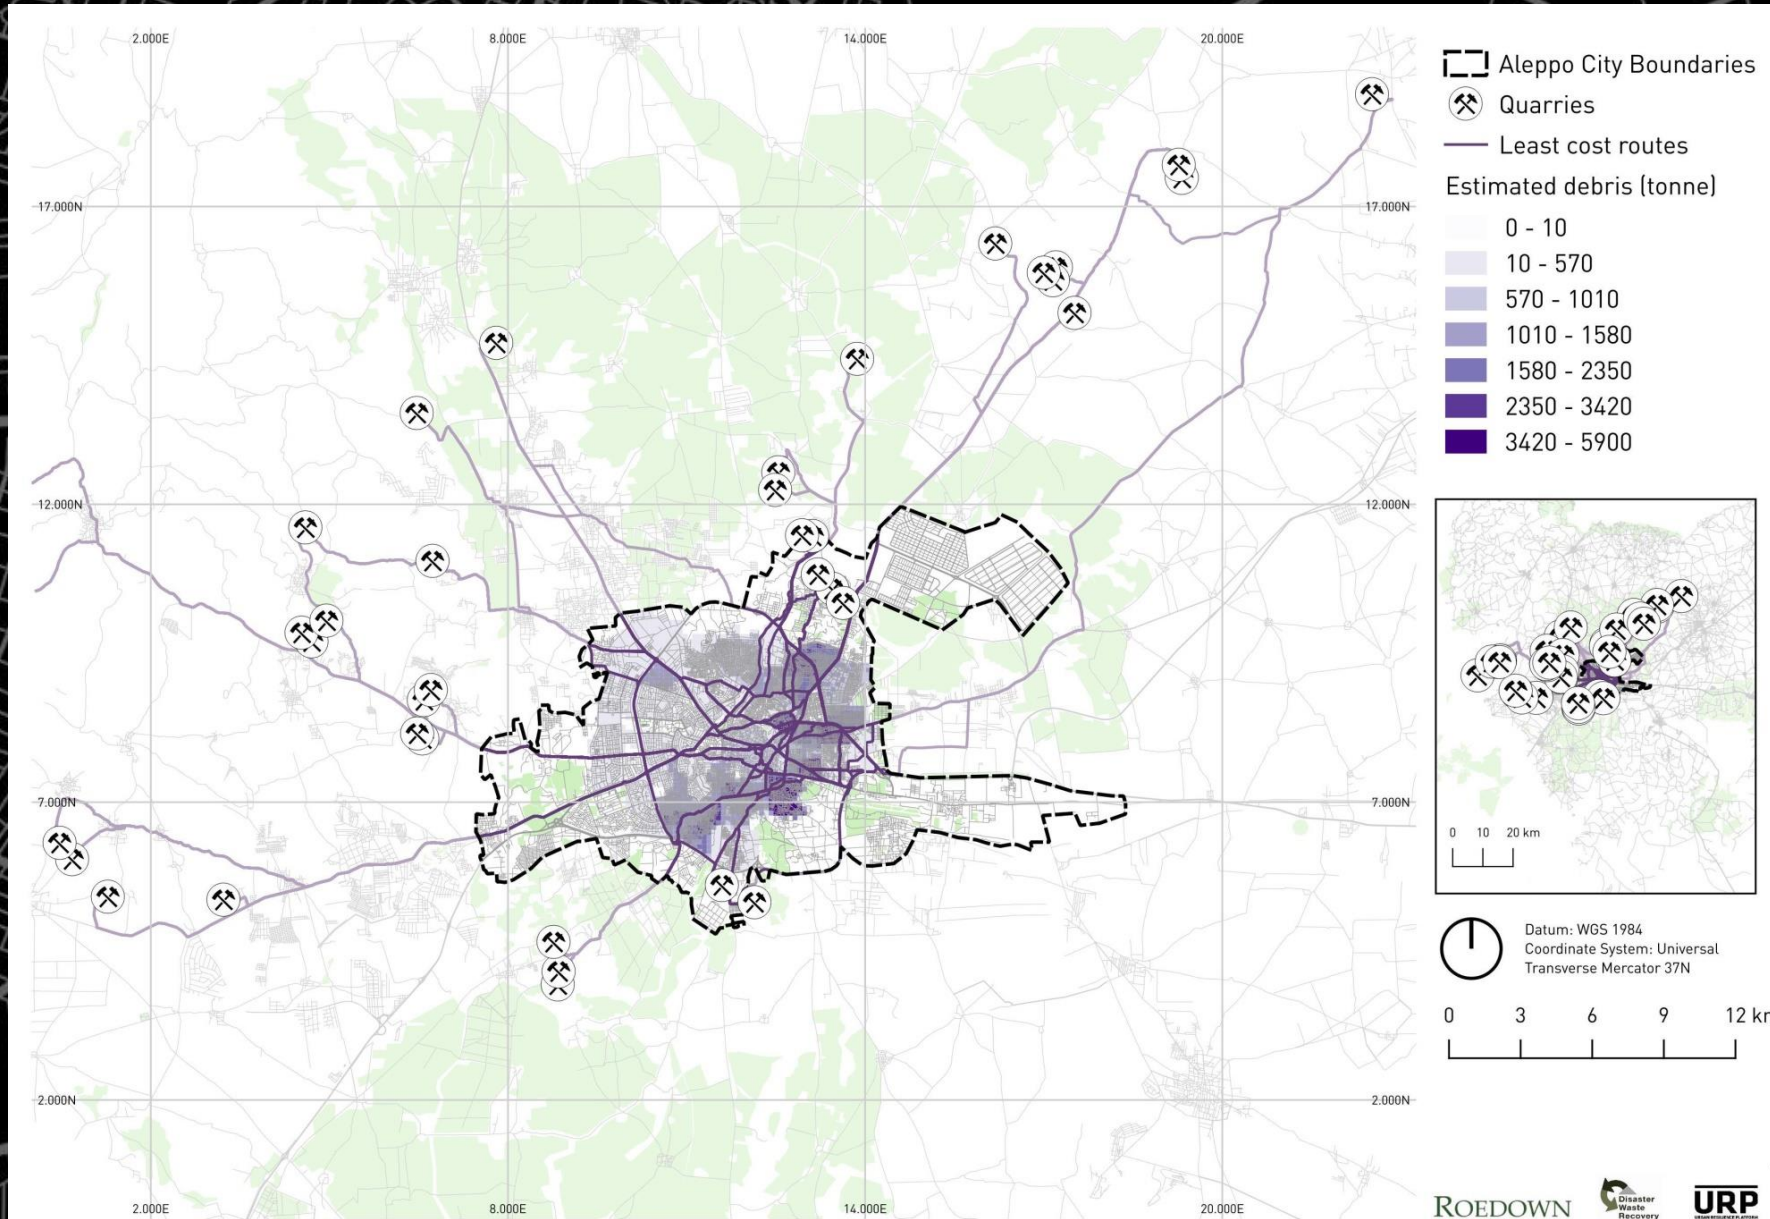 2.000E
8.000E
14.000E
20.000E
17.000N
17.000N
12.000N
12.000N
7.000N
7.000N
2.000N
2.000N
2.000E
8.000E
14.000E
20.000E
Aleppo City Boundaries
Quarries
Least cost routes
Estimated debris (tonne)
0 - 10
10 - 570
570 - 1010
1010 - 1580
1580 - 2350
2350 - 3420
3420 - 5900
0 10 20 km
Datum: WGS 1984
Coordinate System: Universal
Transverse Mercator 37N
0 3 6 9 12 km
ROEDOWN
Disaster
Waste
Recovery
URP
URBAN RESILIENCE PLATFORM